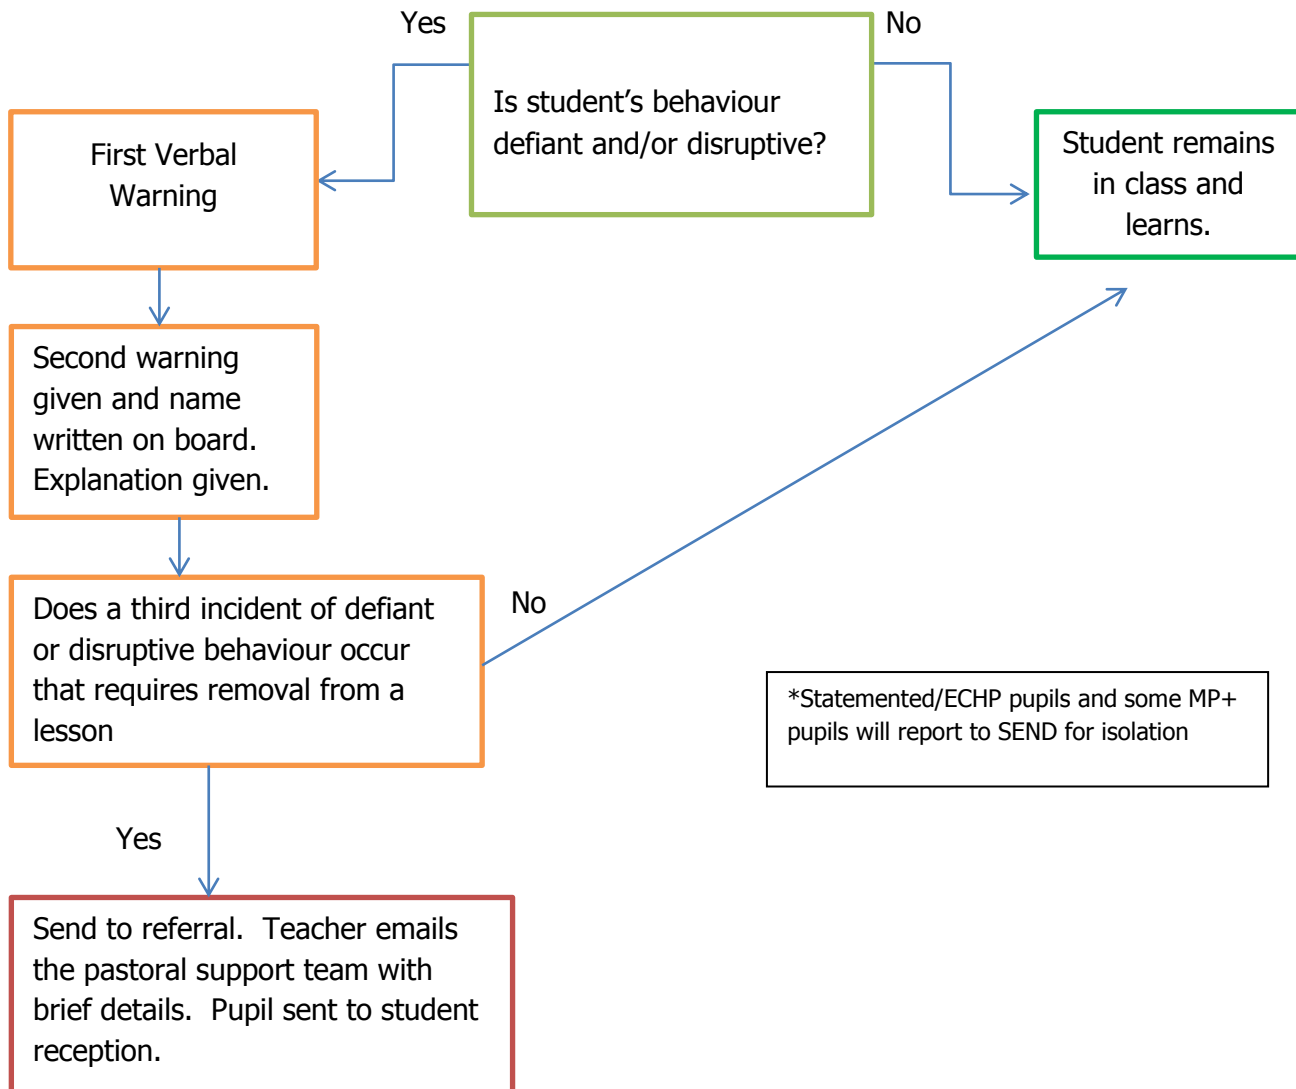 Yes
No
Is student’s behaviour
defiant and/or disruptive?
First Verbal
Warning
Student remains
in class and
learns.
Second warning
given and name
written on board.
Explanation given.
Does a third incident of defiant
or disruptive behaviour occur
that requires removal from a
lesson
No
*Statemented/ECHP pupils and some MP+
pupils will report to SEND for isolation
Yes
Send to referral.  Teacher emails
the pastoral support team with
brief details.  Pupil sent to student
reception.